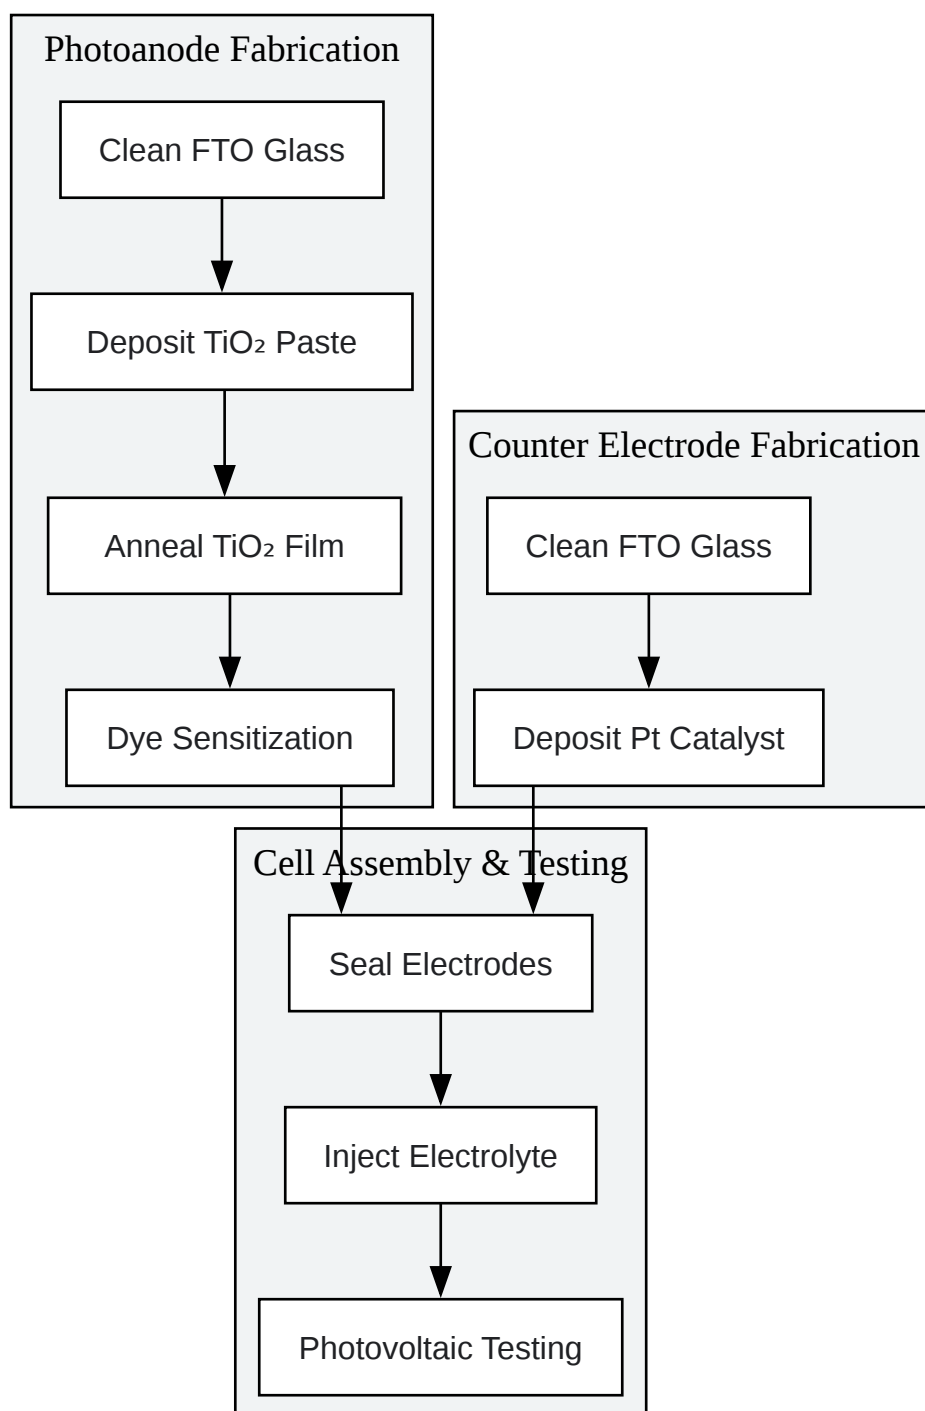 Photoanode Fabrication
Clean FTO Glass
Deposit TiO₂ Paste
Anneal TiO₂ Film
Dye Sensitization
Counter Electrode Fabrication
Clean FTO Glass
Deposit Pt Catalyst
Cell Assembly & Testing
Seal Electrodes
Inject Electrolyte
Photovoltaic Testing